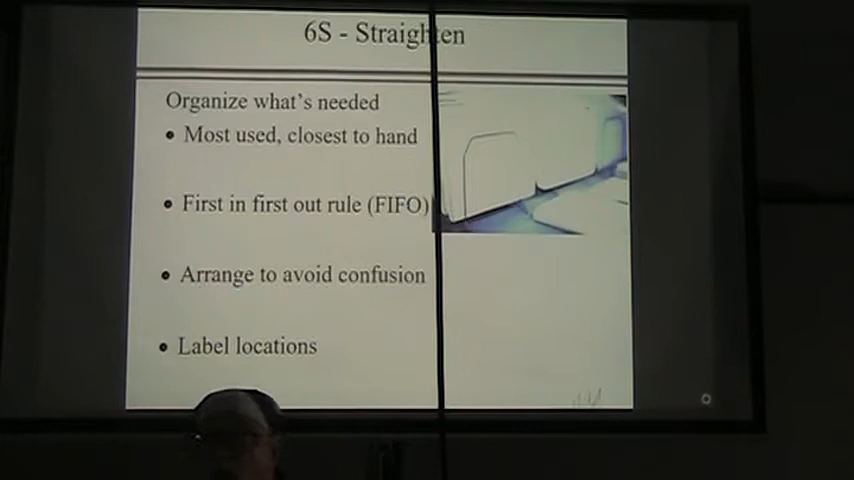 6S - Straighten
Organize what's needed
• Most used, closest to hand
• First in first out rule (FIFO)
• Arrange to avoid confusion
• Label locations